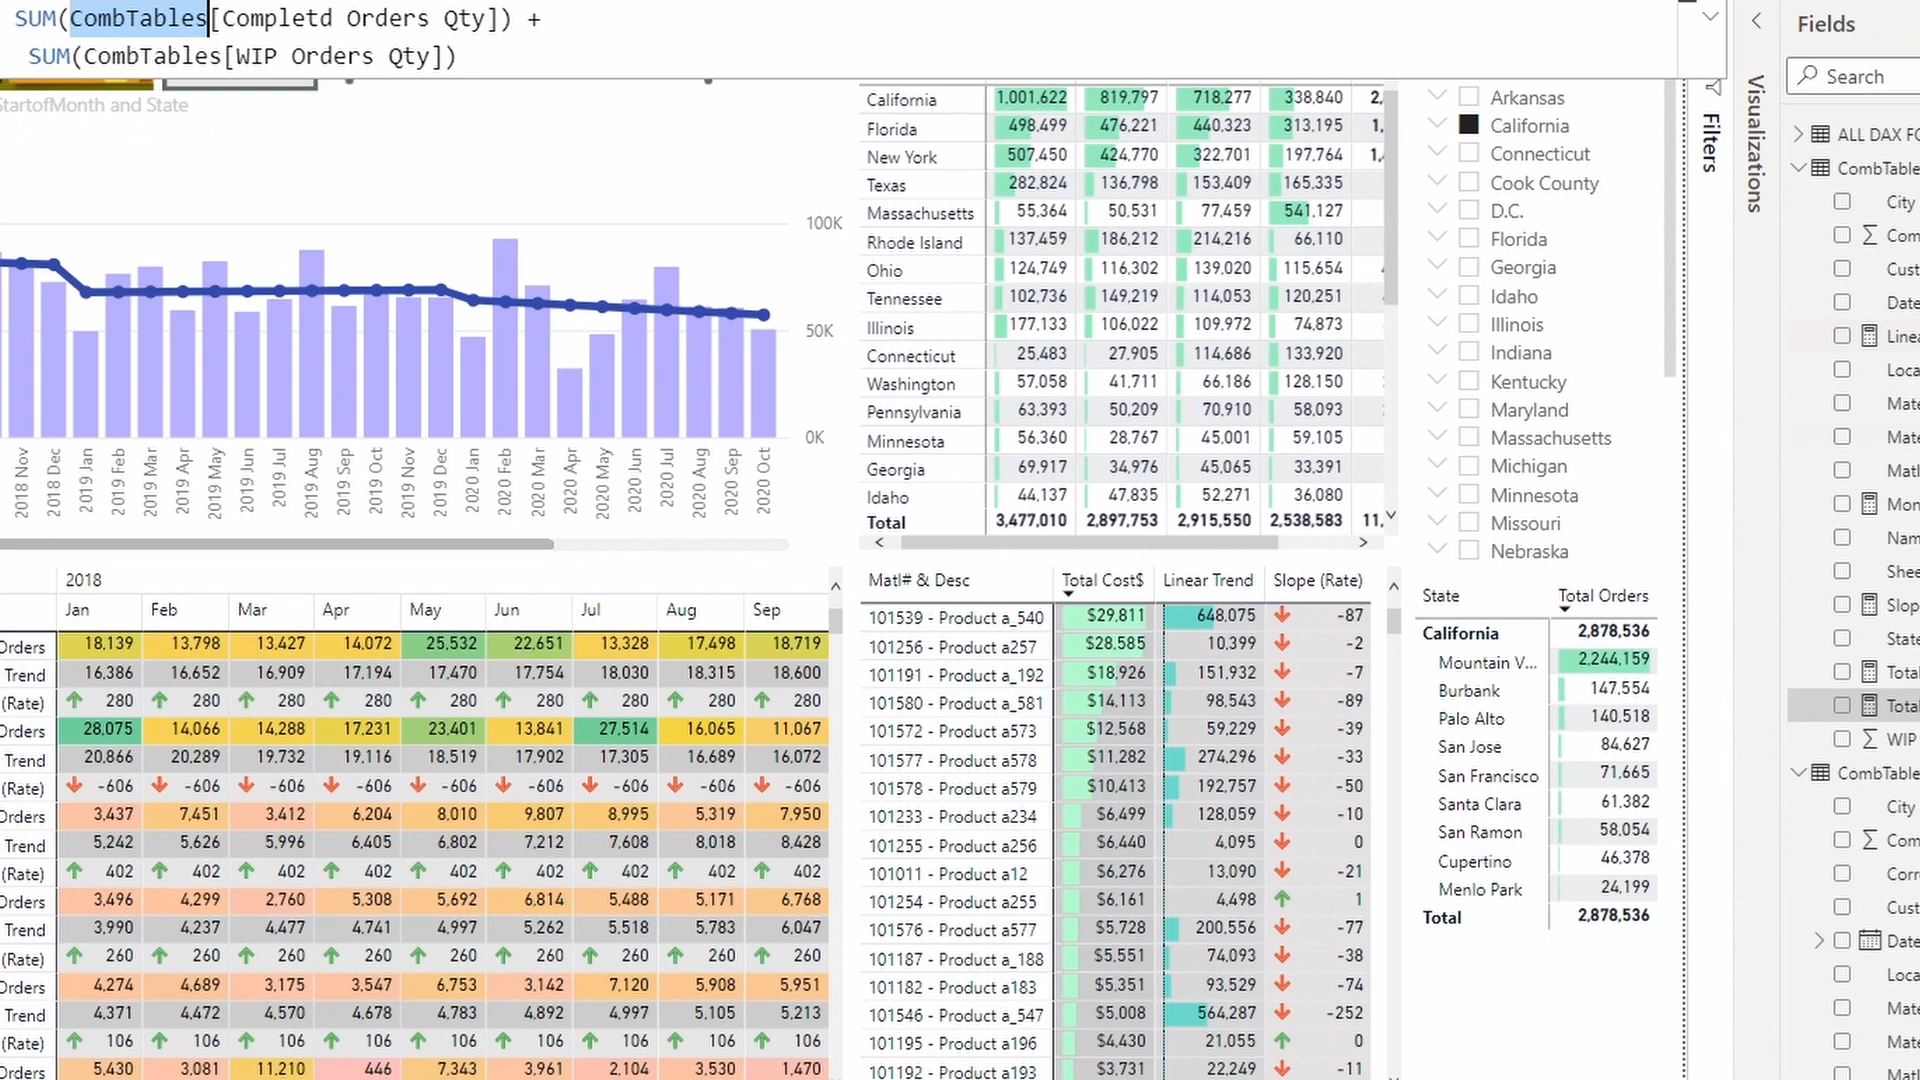 SUM(CombTables[Completd Orders Qty]) +
SUM(CombTables[WIP Orders Qty])
StartofMonth and State
100K
50K
0K
2018 Nov
2018 Dec
2019 Jan
2019 Feb
2019 Mar
2019 Apr
2019 May
2019 Jun
2019 Jul
2019 Aug
2019 Sep
2019 Oct
2019 Nov
2019 Dec
2020 Jan
2020 Feb
2020 Mar
2020 Apr
2020 May
2020 Jun
2020 Jul
2020 Aug
2020 Sep
2020 Oct
California 1,001,622 819,797 718,277 338,840 2,
Florida 498,499 476,221 440,323 313,195 1,
New York 507,450 424,770 322,701 197,764 1,
Texas 282,824 136,798 153,409 165,335
Massachusetts 55,364 50,531 77,459 541,127
Rhode Island 137,459 186,212 214,216 66,110
Ohio 124,749 116,302 139,020 115,654
Tennessee 102,736 149,219 114,053 120,251
Illinois 177,133 106,022 109,972 74,873
Connecticut 25,483 27,905 114,686 133,920
Washington 57,058 41,711 66,186 128,150
Pennsylvania 63,393 50,209 70,910 58,093
Minnesota 56,360 28,767 45,001 59,105
Georgia 69,917 34,976 45,065 33,391
Idaho 44,137 47,835 52,271 36,080
Total 3,477,010 2,897,753 2,915,550 2,538,583 11,
Arkansas
California
Connecticut
Cook County
D.C.
Florida
Georgia
Idaho
Illinois
Indiana
Kentucky
Maryland
Massachusetts
Michigan
Minnesota
Missouri
Nebraska
2018
Jan Feb Mar Apr May Jun Jul Aug Sep
Orders 18,139 13,798 13,427 14,072 25,532 22,651 13,328 17,498 18,719
Trend 16,386 16,652 16,909 17,194 17,470 17,754 18,030 18,315 18,600
(Rate) 280 280 280 280 280 280 280 280 280
Orders 28,075 14,066 14,288 17,231 23,401 13,841 27,514 16,065 11,067
Trend 20,866 20,289 19,732 19,116 18,519 17,902 17,305 16,689 16,072
(Rate) -606 -606 -606 -606 -606 -606 -606 -606 -606
Orders 3,437 7,451 3,412 6,204 8,010 9,807 8,995 5,319 7,950
Trend 5,242 5,626 5,996 6,405 6,802 7,212 7,608 8,018 8,428
(Rate) 402 402 402 402 402 402 402 402 402
Orders 3,496 4,299 2,760 5,308 5,692 6,814 5,488 5,171 6,768
Trend 3,990 4,237 4,477 4,741 4,997 5,262 5,518 5,783 6,047
(Rate) 260 260 260 260 260 260 260 260 260
Orders 4,274 4,689 3,175 3,547 6,753 3,142 7,120 5,908 5,951
Trend 4,371 4,472 4,570 4,678 4,783 4,892 4,997 5,105 5,213
(Rate) 106 106 106 106 106 106 106 106 106
Orders 5,430 3,081 11,210 446 7,343 3,961 2,104 3,530 1,470
Matl# & Desc Total Cost$ Linear Trend Slope (Rate)
101539 - Product a_540 $29,811 648,075 -87
101256 - Product a257 $28,585 10,399 -2
101191 - Product a_192 $18,926 151,932 -7
101580 - Product a_581 $14,113 98,543 -89
101572 - Product a573 $12,568 59,229 -39
101577 - Product a578 $11,282 274,296 -33
101578 - Product a579 $10,413 192,757 -50
101233 - Product a234 $6,499 128,059 -10
101255 - Product a256 $6,440 4,095 0
101011 - Product a12 $6,276 13,090 -21
101254 - Product a255 $6,161 4,498 1
101576 - Product a577 $5,728 200,556 -77
101187 - Product a_188 $5,551 74,093 -38
101182 - Product a183 $5,351 93,529 -74
101546 - Product a_547 $5,008 564,287 -252
101195 - Product a196 $4,430 21,055 0
101192 - Product a193 $3,731 22,249 -11
State Total Orders
California 2,878,536
Mountain V... 2,244,159
Burbank 147,554
Palo Alto 140,518
San Jose 84,627
San Francisco 71,665
Santa Clara 61,382
San Ramon 58,054
Cupertino 46,378
Menlo Park 24,199
Total 2,878,536
Filters
Visualizations
Fields
Search
ALL DAX FO
CombTable
City
Com
Cust
Date
Linea
Loca
Mate
Mate
Matl
Mon
Nam
Shee
Slop
State
Tota
Tota
WIP
CombTable
City
Com
Corr
Cust
Date
Loca
Mate
Mate
Matl